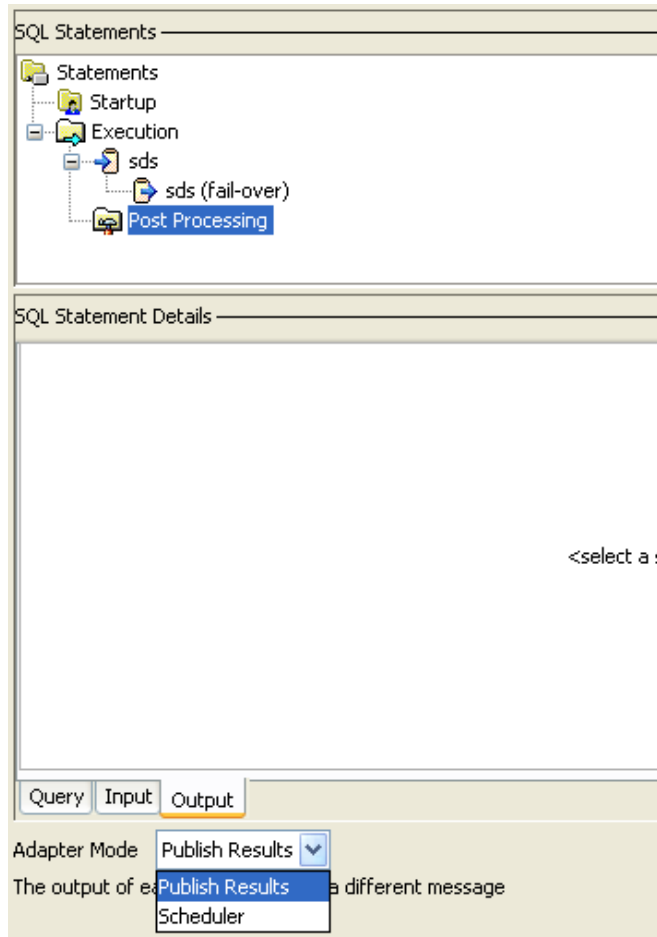 SQL Statements
Statements
Startup
Execution
sds
sds (fail-over)
Post Processing
SQL Statement Details
<select a
Query Input Output
Adapter Mode Publish Results
The output of a different message
Publish Results
Scheduler